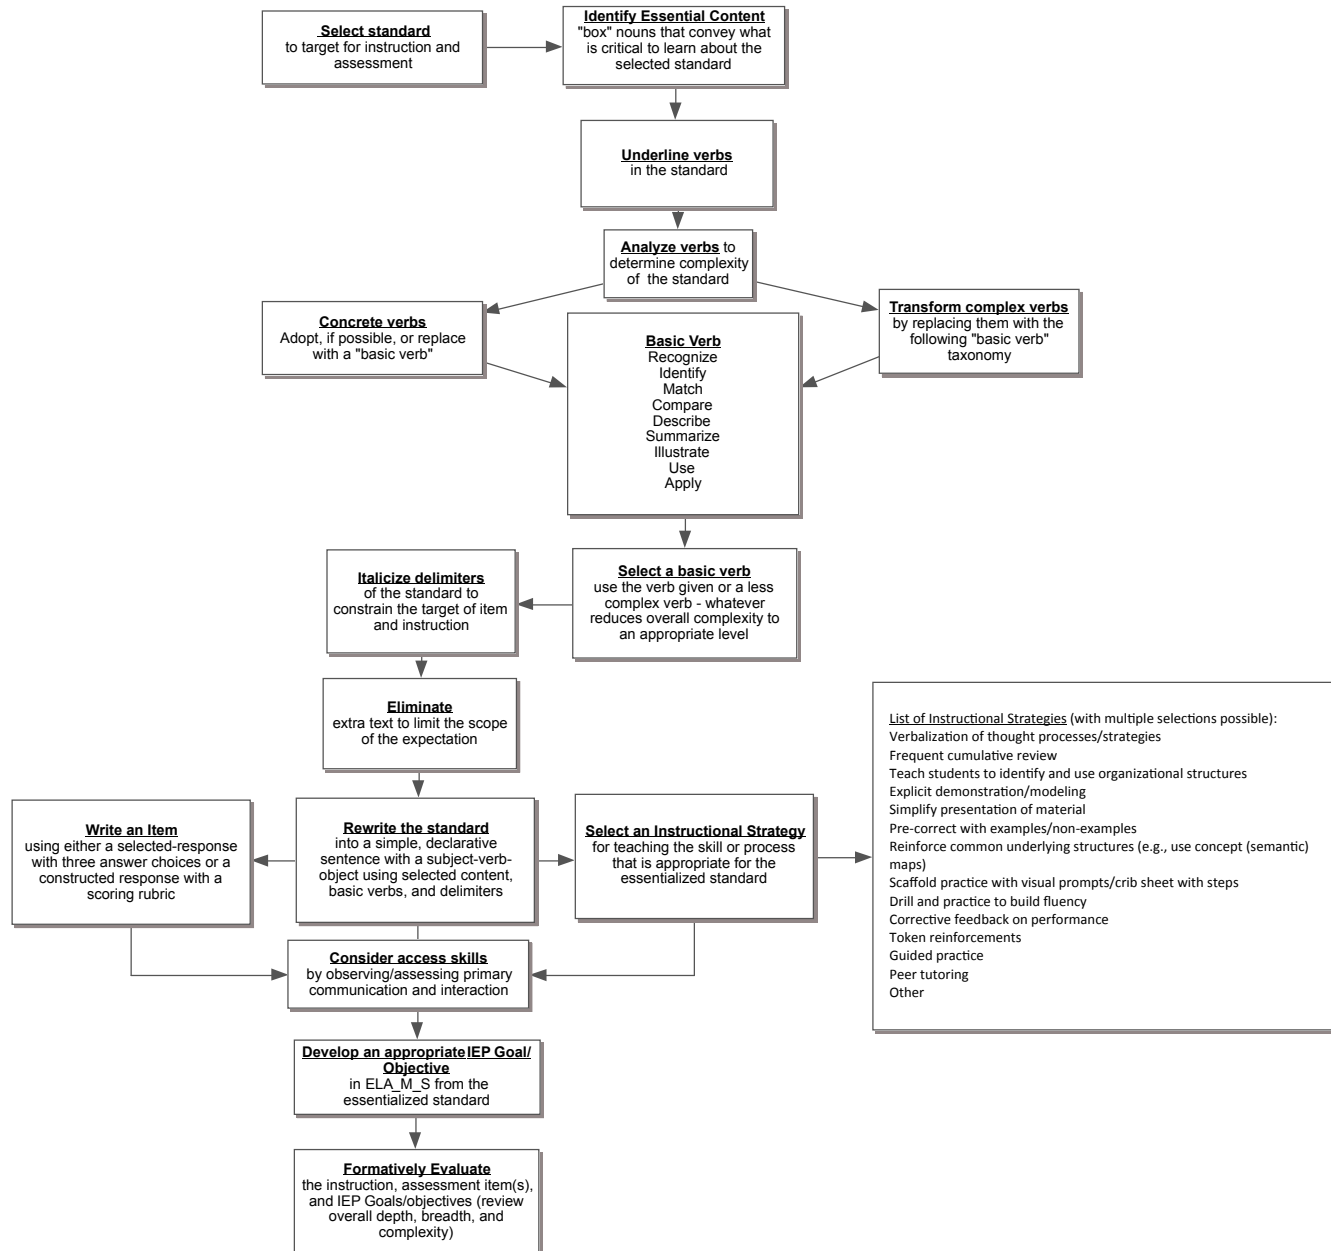 Select standard
to target for instruction and
assessment
Identify Essential Content
"box" nouns that convey what
is critical to learn about the
selected standard
Underline verbs
in the standard
Analyze verbs to
determine complexity
of the standard
Concrete verbs
Adopt, if possible, or replace
with a "basic verb"
Transform complex verbs
by replacing them with the
following "basic verb"
taxonomy
Basic Verb
Recognize
Identify
Match
Compare
Describe
Summarize
Illustrate
Use
Apply
Select a basic verb
use the verb given or a less
complex verb - whatever
reduces overall complexity to
an appropriate level
Italicize delimiters
of the standard to
constrain the target of item
and instruction
Eliminate
extra text to limit the scope
of the expectation
Write an Item
using either a selected-response
with three answer choices or a
constructed response with a
scoring rubric
Rewrite the standard
into a simple, declarative
sentence with a subject-verb-
object using selected content,
basic verbs, and delimiters
Select an Instructional Strategy
for teaching the skill or process
that is appropriate for the
essentialized standard
List of Instructional Strategies (with multiple selections possible):
Verbalization of thought processes/strategies
Frequent cumulative review
Teach students to identify and use organizational structures
Explicit demonstration/modeling
Simplify presentation of material
Pre-correct with examples/non-examples
Reinforce common underlying structures (e.g., use concept (semantic)
maps)
Scaffold practice with visual prompts/crib sheet with steps
Drill and practice to build fluency
Corrective feedback on performance
Token reinforcements
Guided practice
Peer tutoring
Other
Consider access skills
by observing/assessing primary
communication and interaction
Develop an appropriate IEP Goal/
Objective
in ELA_M_S from the
essentialized standard
Formatively Evaluate
the instruction, assessment item(s),
and IEP Goals/objectives (review
overall depth, breadth, and
complexity)